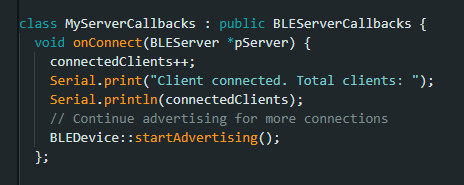 class MyServerCallbacks : public BLEServerCallbacks {
  void onConnect(BLEServer *pServer) {
    connectedClients++;
    Serial.print("Client connected. Total clients: ");
    Serial.println(connectedClients);
    // Continue advertising for more connections
    BLEDevice::startAdvertising();
  };